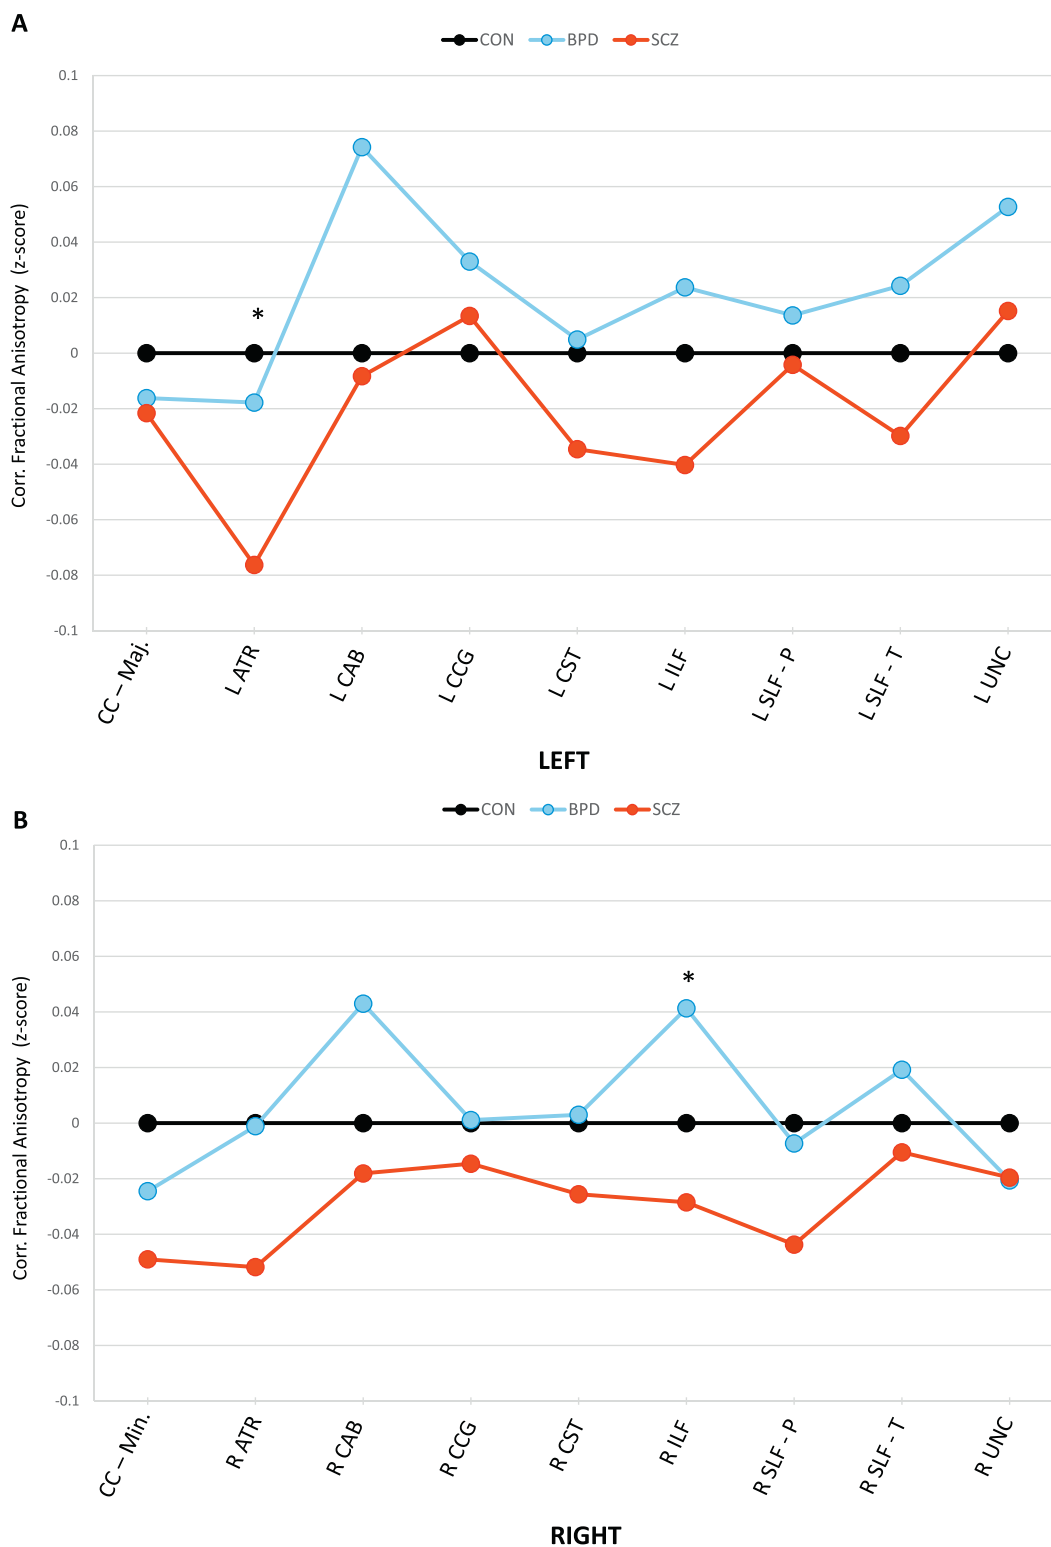 A
CON BPD SCZ
Corr. Fractional Anisotropy (z-score)
0.1
0.08
0.06
0.04
0.02
0
-0.02
-0.04
-0.06
-0.08
-0.1
*
CC – Maj.
L ATR
L CAB
L CCG
L CST
L ILF
L SLF - P
L SLF - T
L UNC
LEFT
B
CON BPD SCZ
Corr. Fractional Anisotropy (z-score)
0.1
0.08
0.06
0.04
0.02
0
-0.02
-0.04
-0.06
-0.08
-0.1
*
CC – Min.
R ATR
R CAB
R CCG
R CST
R ILF
R SLF - P
R SLF - T
R UNC
RIGHT